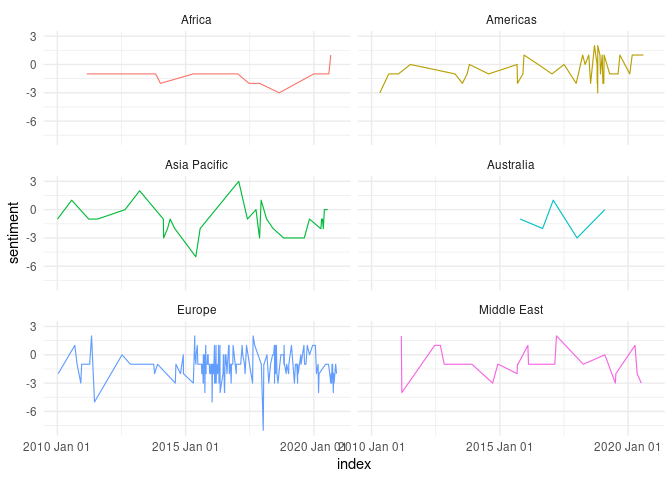 Africa
Americas
3
0
-3
-6
Asia Pacific
Australia
3
0
-3
-6
sentiment
Europe
Middle East
3
0
-3
-6
2010 Jan 01
2015 Jan 01
2020 Jan 01
2010 Jan 01
2015 Jan 01
2020 Jan 01
index